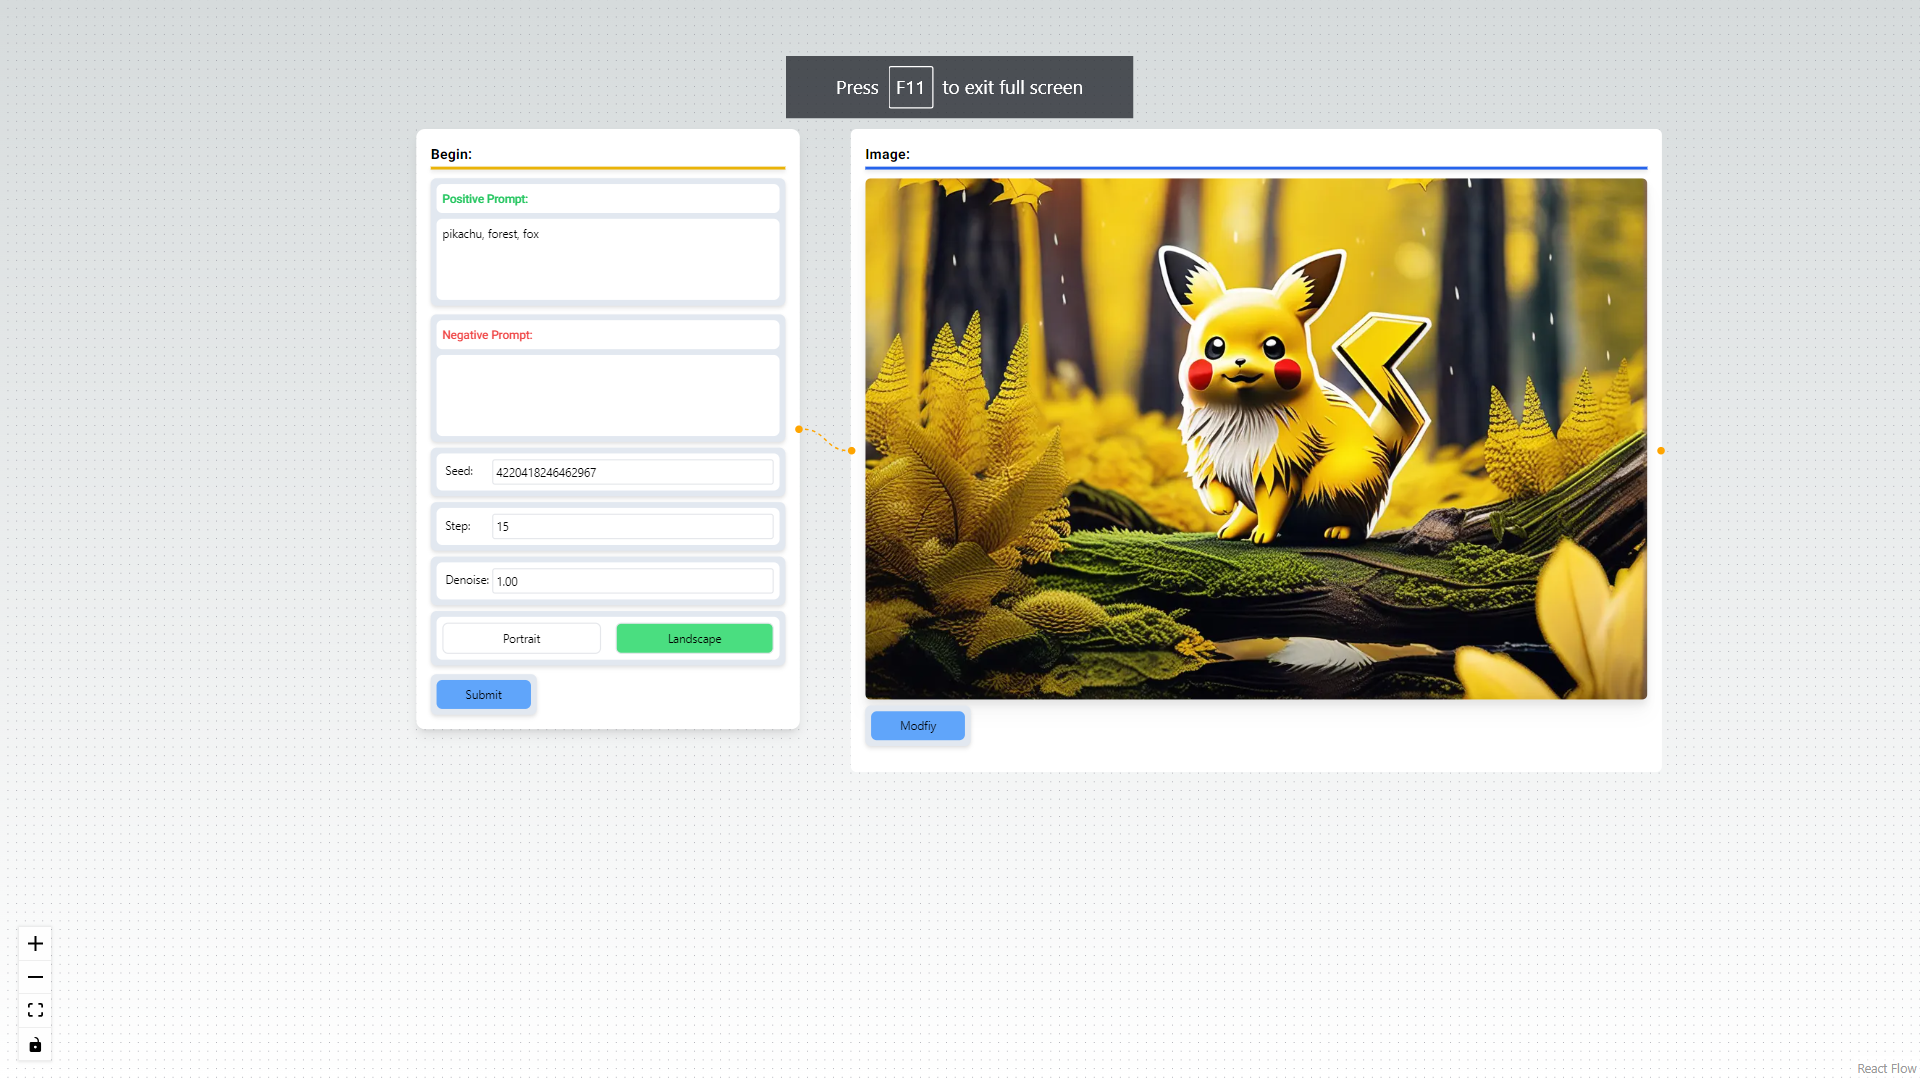 Press F11 to exit full screen
Begin:
Positive Prompt:
pikachu, forest, fox
Negative Prompt:
Seed: 4220418246462967
Step: 15
Denoise: 1.00
Portrait Landscape
Submit
Image:
Modfiy
React Flow